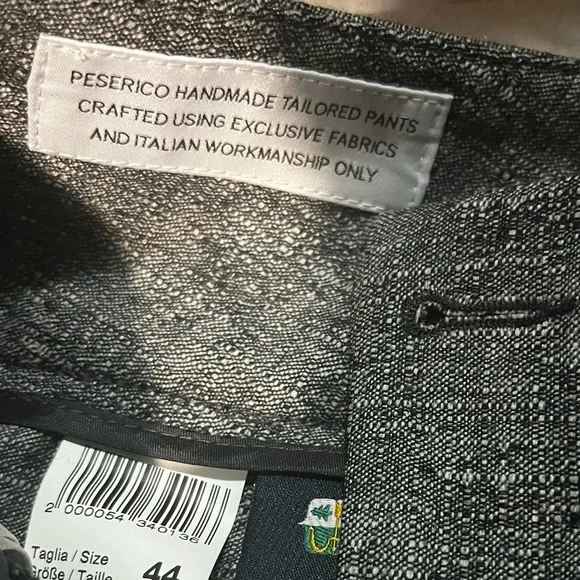 PESERICO HANDMADE TAILORED PANTS
CRAFTED USING EXCLUSIVE FABRICS
AND ITALIAN WORKMANSHIP ONLY
2 000054 340136
Taglia / Size
Größe / Taille
44